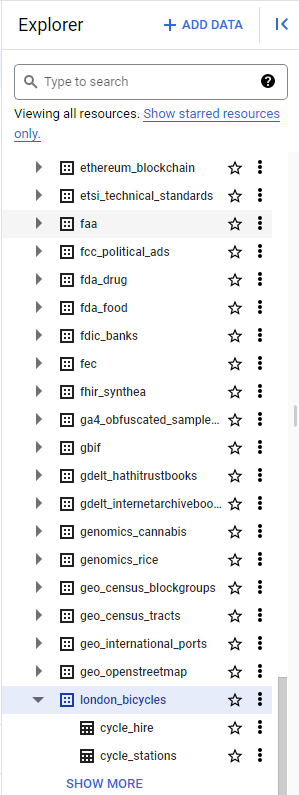 Explorer
+ ADD DATA
Type to search
?
Viewing all resources. Show starred resources
only.
ethereum_blockchain
etsi_technical_standards
faa
fcc_political_ads
fda_drug
fda_food
fdic_banks
fec
fhir_synthea
ga4_obfuscated_sample...
gbif
gdelt_hathitrustbooks
gdelt_internetarchiveboo...
genomics_cannabis
genomics_rice
geo_census_blockgroups
geo_census_tracts
geo_international_ports
geo_openstreetmap
london_bicycles
cycle_hire
cycle_stations
SHOW MORE